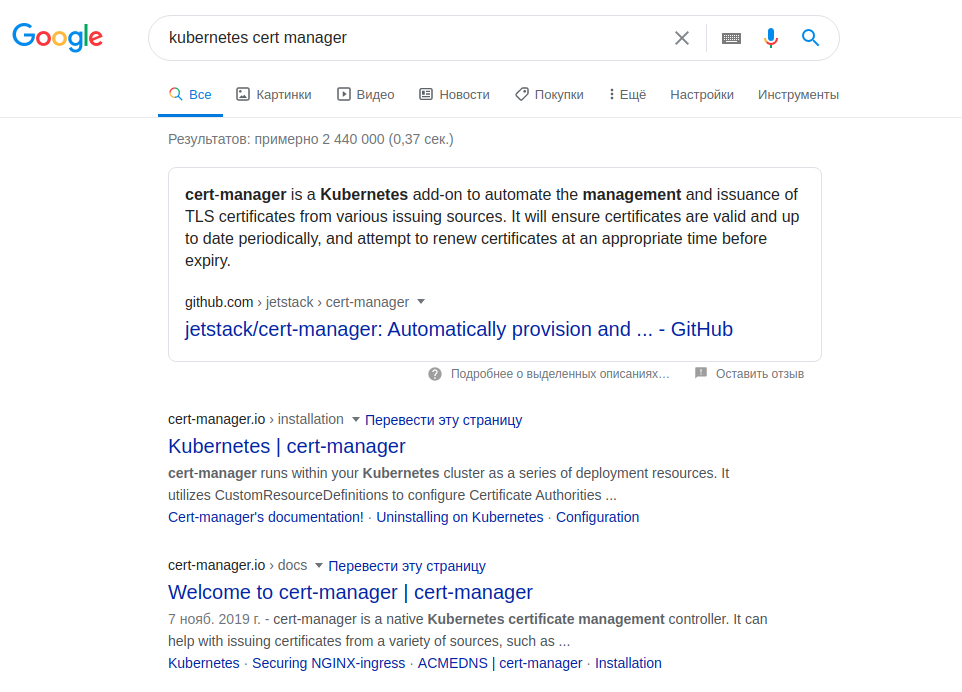 Google
kubernetes cert manager
Все Картинки Видео Новости Покупки Ещё Настройки Инструменты
Результатов: примерно 2 440 000 (0,37 сек.)
cert-manager is a Kubernetes add-on to automate the management and issuance of
TLS certificates from various issuing sources. It will ensure certificates are valid and up
to date periodically, and attempt to renew certificates at an appropriate time before
expiry.
github.com › jetstack › cert-manager
jetstack/cert-manager: Automatically provision and ... - GitHub
Подробнее о выделенных описаниях… Оставить отзыв
cert-manager.io › installation Перевести эту страницу
Kubernetes | cert-manager
cert-manager runs within your Kubernetes cluster as a series of deployment resources. It
utilizes CustomResourceDefinitions to configure Certificate Authorities ...
Cert-manager's documentation! · Uninstalling on Kubernetes · Configuration
cert-manager.io › docs Перевести эту страницу
Welcome to cert-manager | cert-manager
7 нояб. 2019 г. - cert-manager is a native Kubernetes certificate management controller. It can
help with issuing certificates from a variety of sources, such as ...
Kubernetes · Securing NGINX-ingress · ACMEDNS | cert-manager · Installation